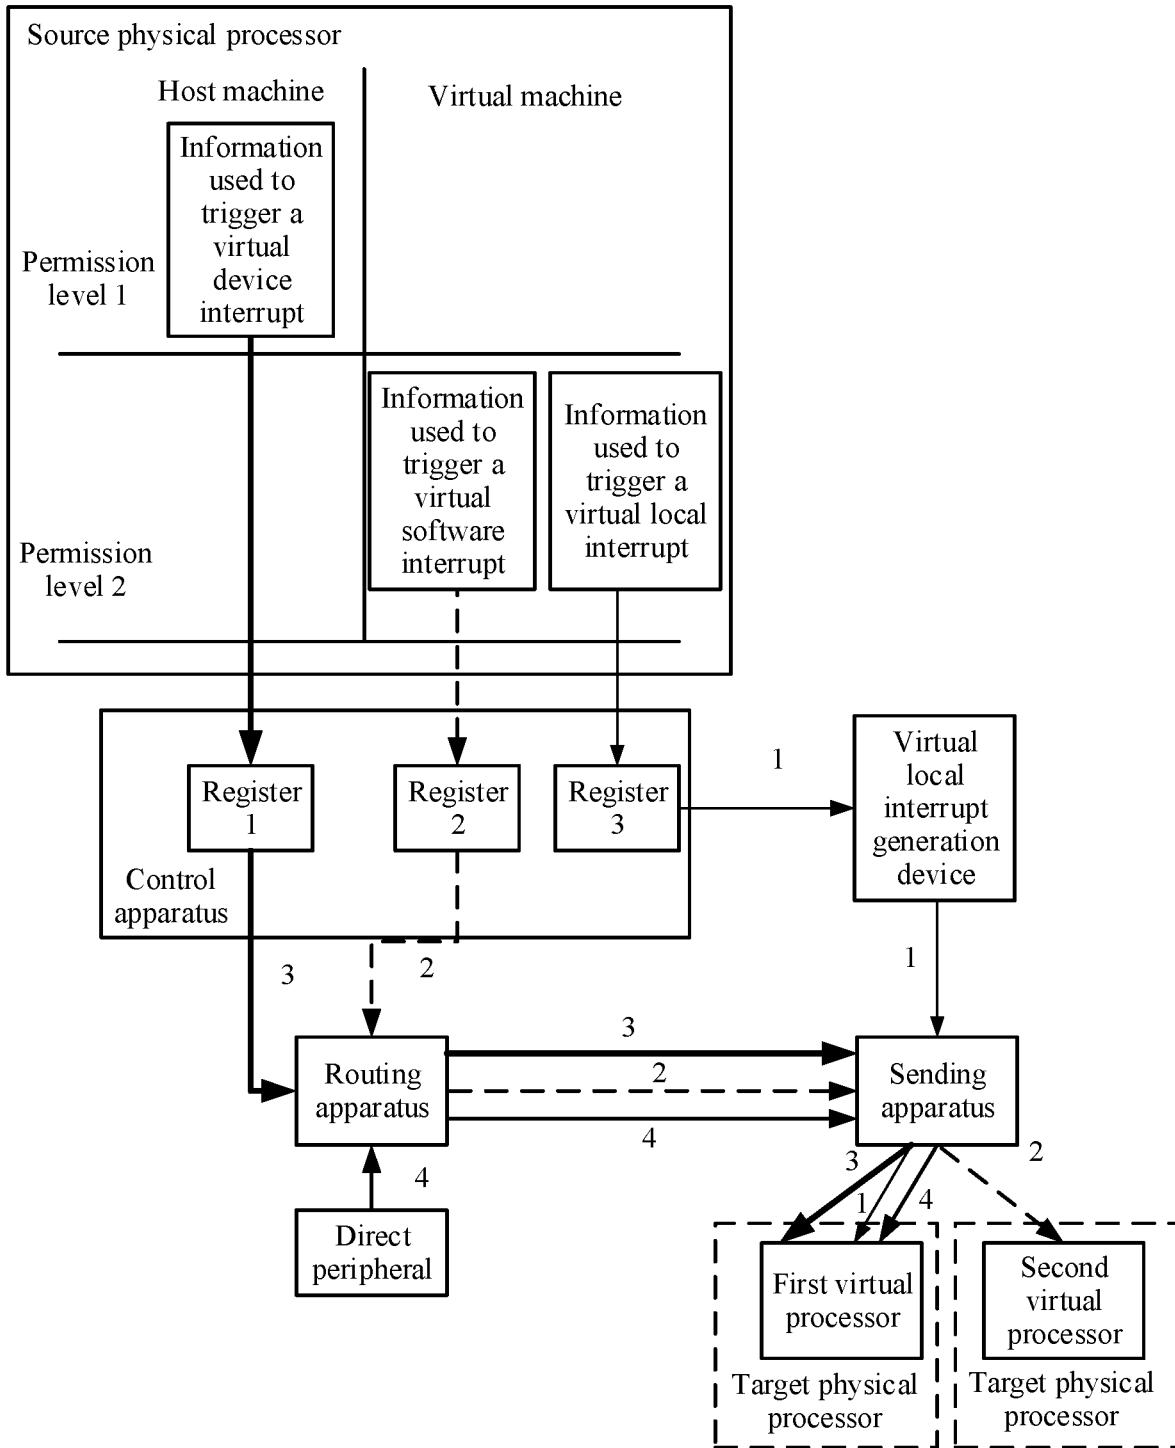 Source physical processor
Host machine
Virtual machine
Information
used to
trigger a
virtual
device
interrupt
Permission
level 1
Information
used to
trigger a
virtual
software
interrupt
Information
used to
trigger a
virtual local
interrupt
Permission
level 2
Register
1
Register
2
Register
3
1
Virtual
local
interrupt
generation
device
Control
apparatus
3
2
1
3
Routing
apparatus
2
Sending
apparatus
4
4
3
1
4
2
Direct
peripheral
First virtual
processor
Second
virtual
processor
Target physical
processor
Target physical
processor